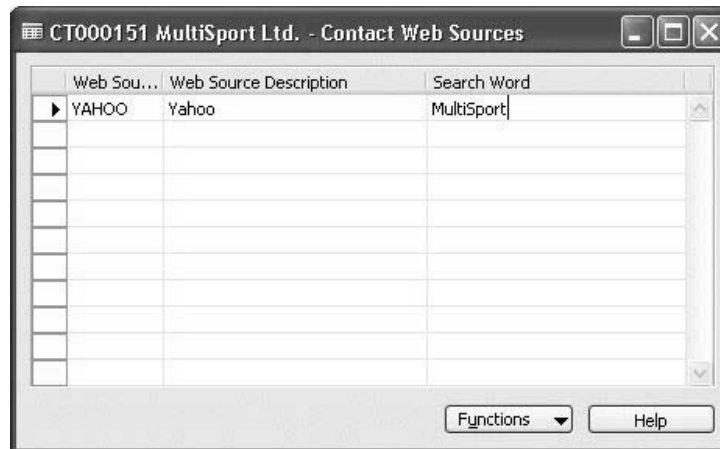 CT000151 MultiSport Ltd. - Contact Web Sources
Web Sou... Web Source Description Search Word
YAHOO Yahoo MultiSport
Functions Help